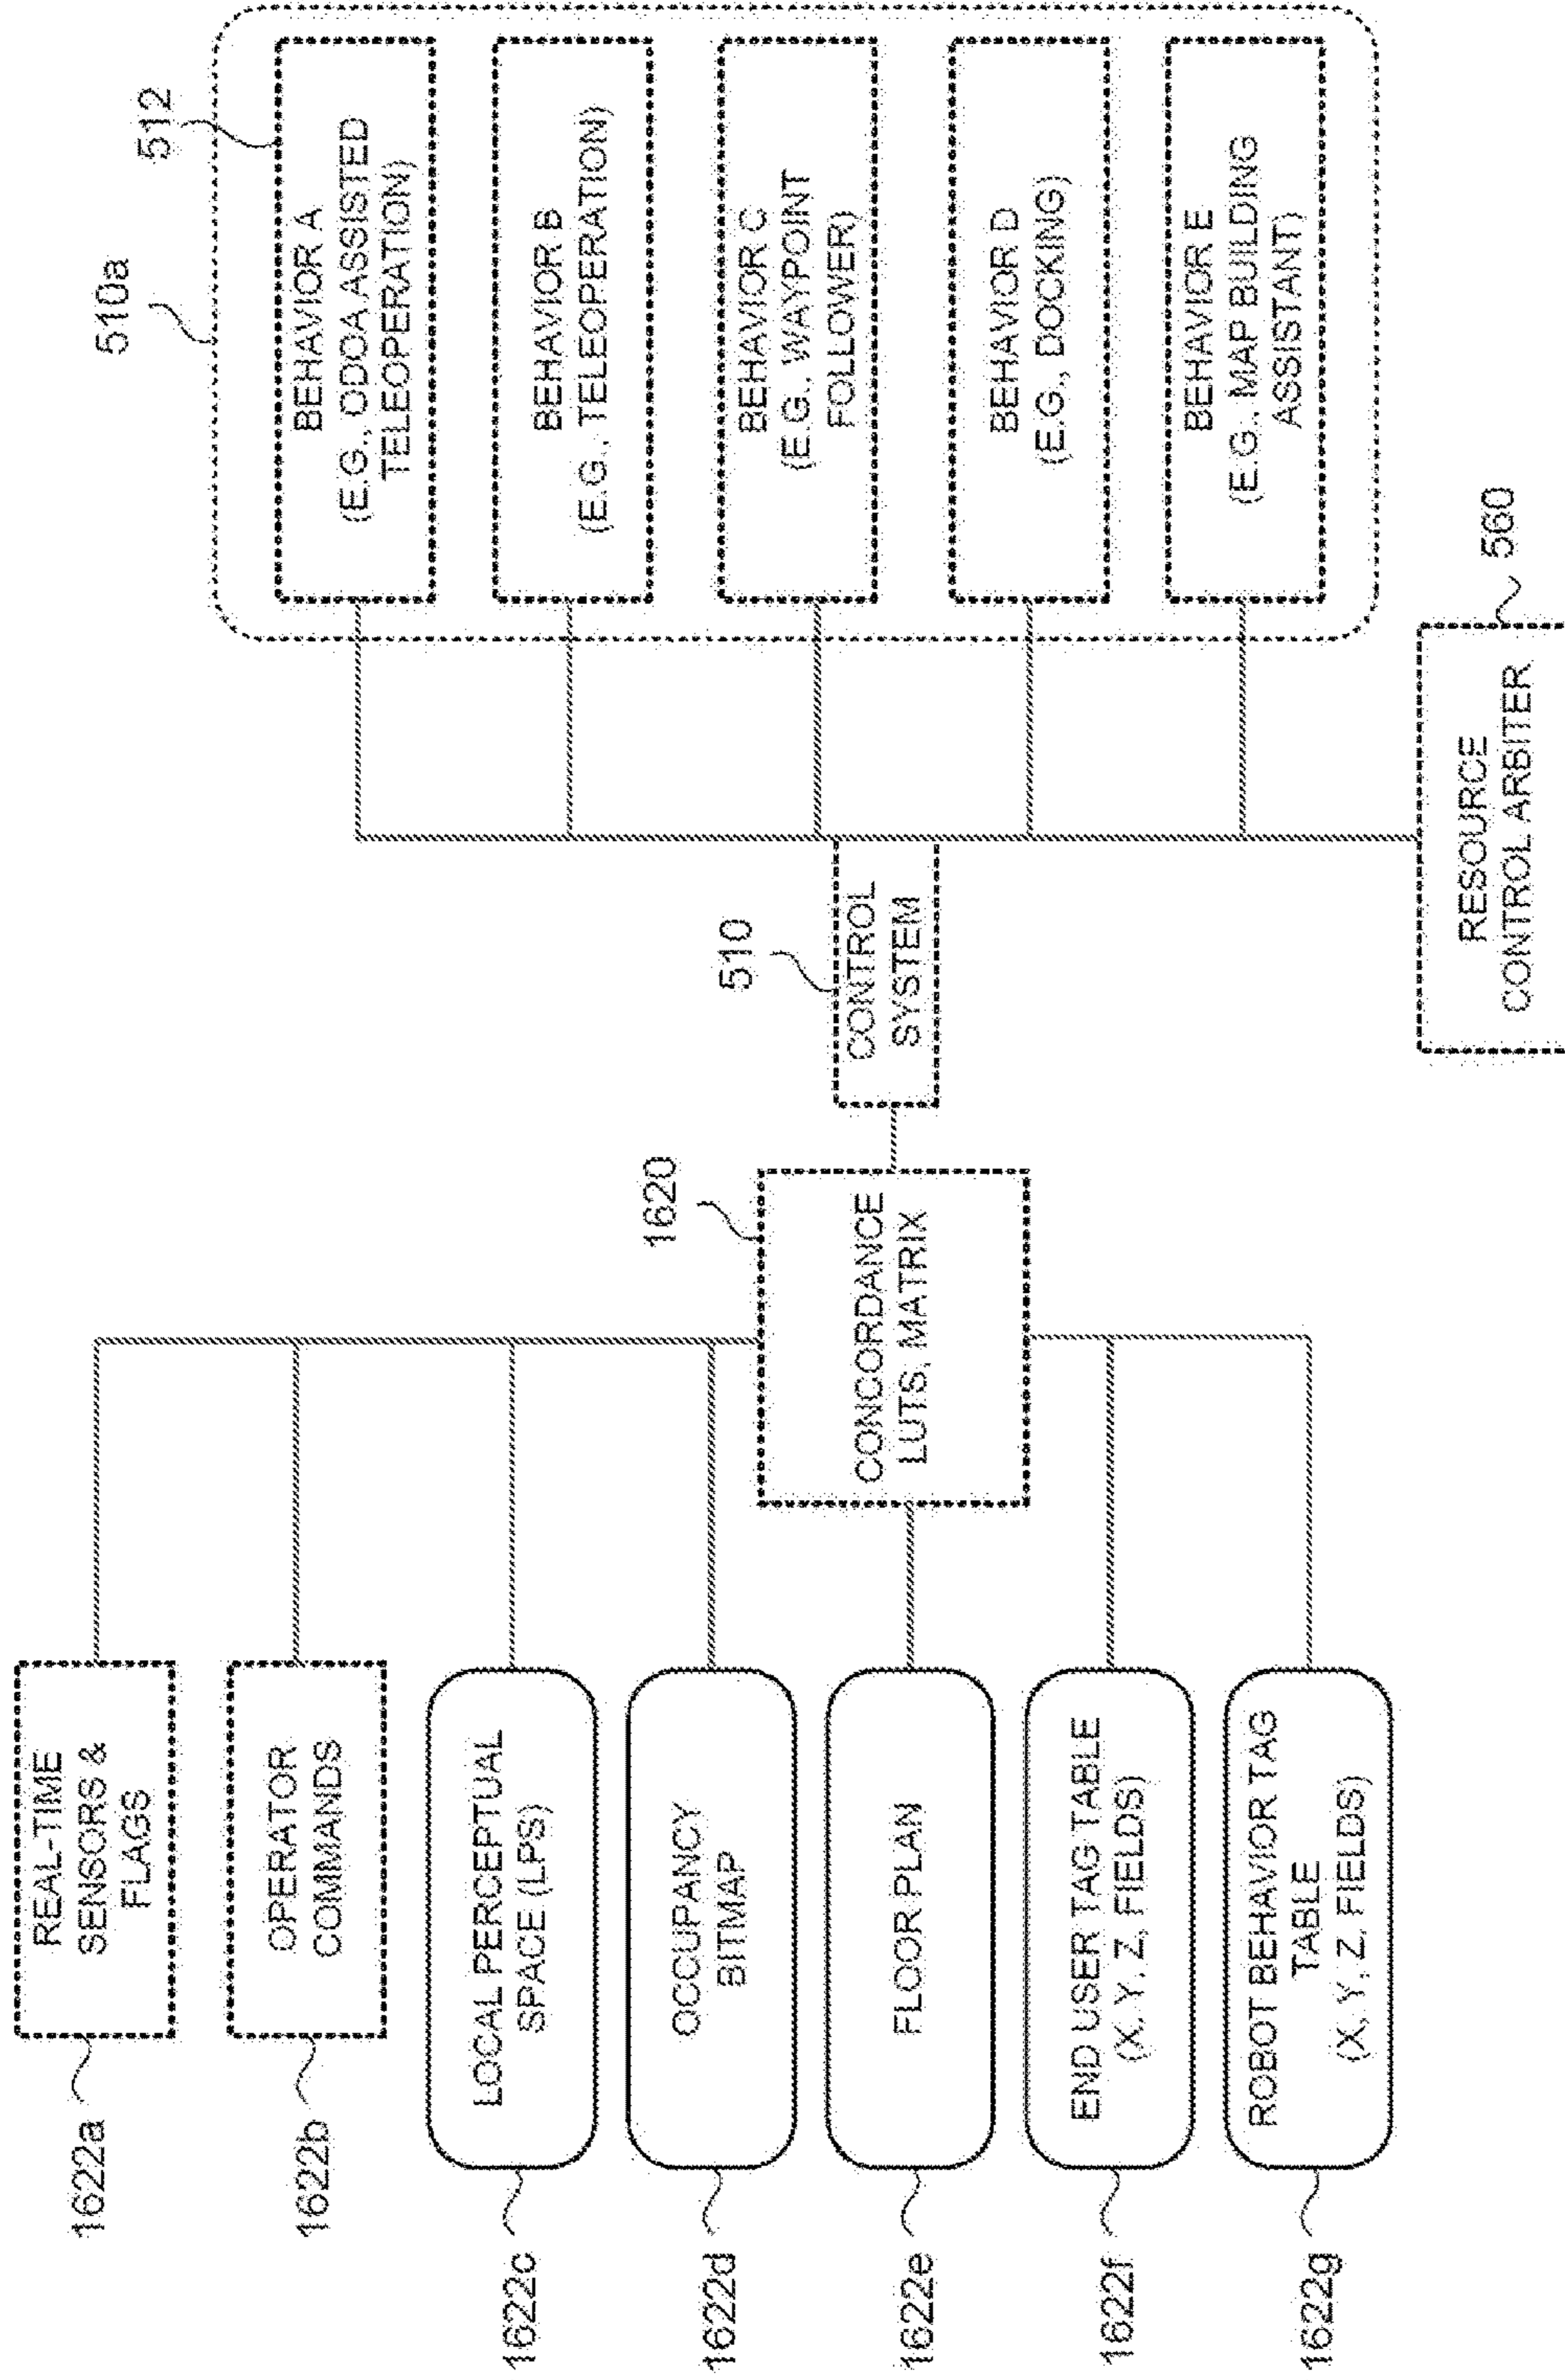 1622a
REAL-TIME
SENSORS &
FLAGS
1622b
OPERATOR
COMMANDS
1622c
LOCAL PERCEPTUAL
SPACE (LPS)
1622d
OCCUPANCY
BITMAP
1622e
FLOOR PLAN
1622f
END USER TAG TABLE
(X, Y, Z, FIELDS)
1622g
ROBOT BEHAVIOR TAG
TABLE
(X, Y, Z, FIELDS)
1620
CONCORDANCE
LUTS, MATRIX
510
CONTROL
SYSTEM
510a
512
BEHAVIOR A
(E.G., ODOA ASSISTED
TELEOPERATION)
BEHAVIOR B
(E.G., TELEOPERATION)
BEHAVIOR C
(E.G., WAYPOINT
FOLLOWER)
BEHAVIOR D
(E.G., DOCKING)
BEHAVIOR E
(E.G., MAP BUILDING
ASSISTANT)
RESOURCE
CONTROL ARBITER
560